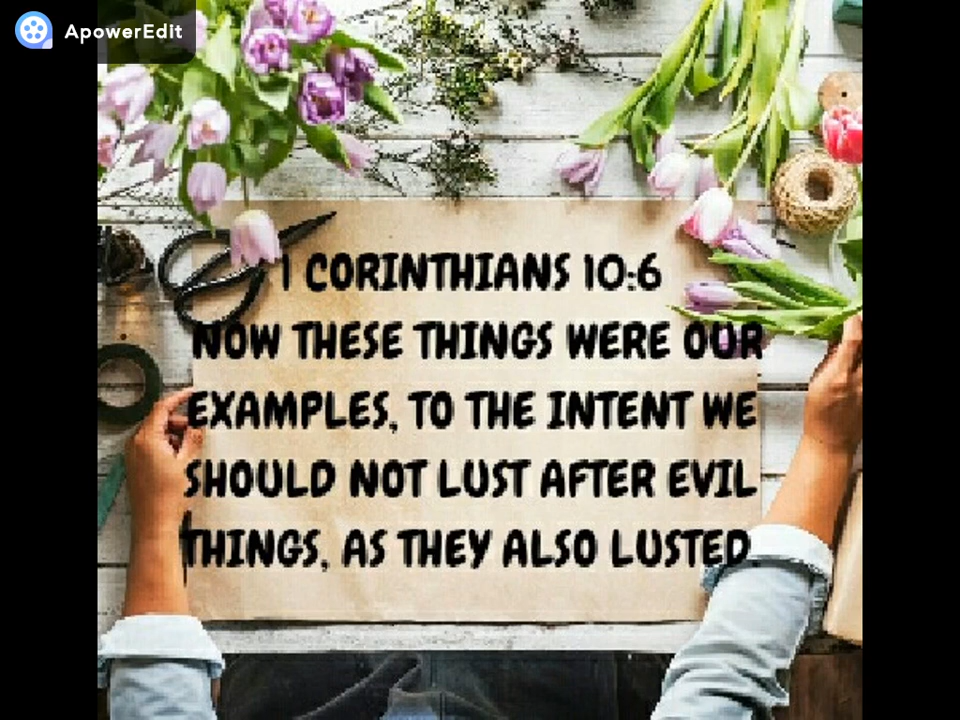 ApowerEdit
1 CORINTHIANS 10:6
NOW THESE THINGS WERE OUR
EXAMPLES, TO THE INTENT WE
SHOULD NOT LUST AFTER EVIL
THINGS, AS THEY ALSO LUSTED.